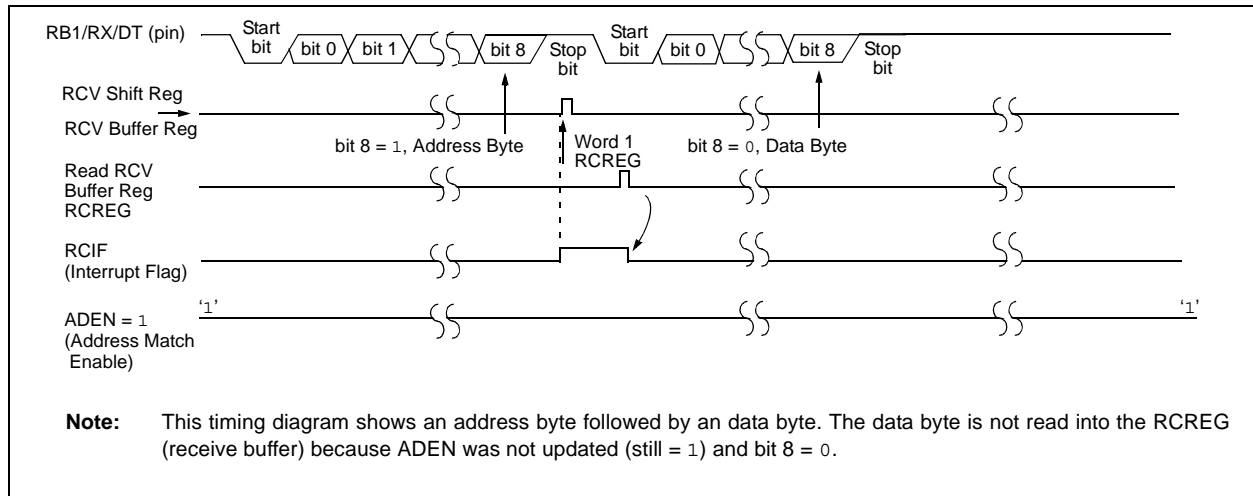 RB1/RX/DT (pin)
Start
bit
bit 0
bit 1
bit 8
Stop
bit
Start
bit
bit 0
bit 8
Stop
bit
RCV Shift Reg
RCV Buffer Reg
bit 8 = 1, Address Byte
Word 1
RCREG
bit 8 = 0, Data Byte
Read RCV
Buffer Reg
RCREG
RCIF
(Interrupt Flag)
‘1’
‘1’
ADEN = 1
(Address Match
Enable)
Note: This timing diagram shows an address byte followed by an data byte. The data byte is not read into the RCREG
(receive buffer) because ADEN was not updated (still = 1) and bit 8 = 0.